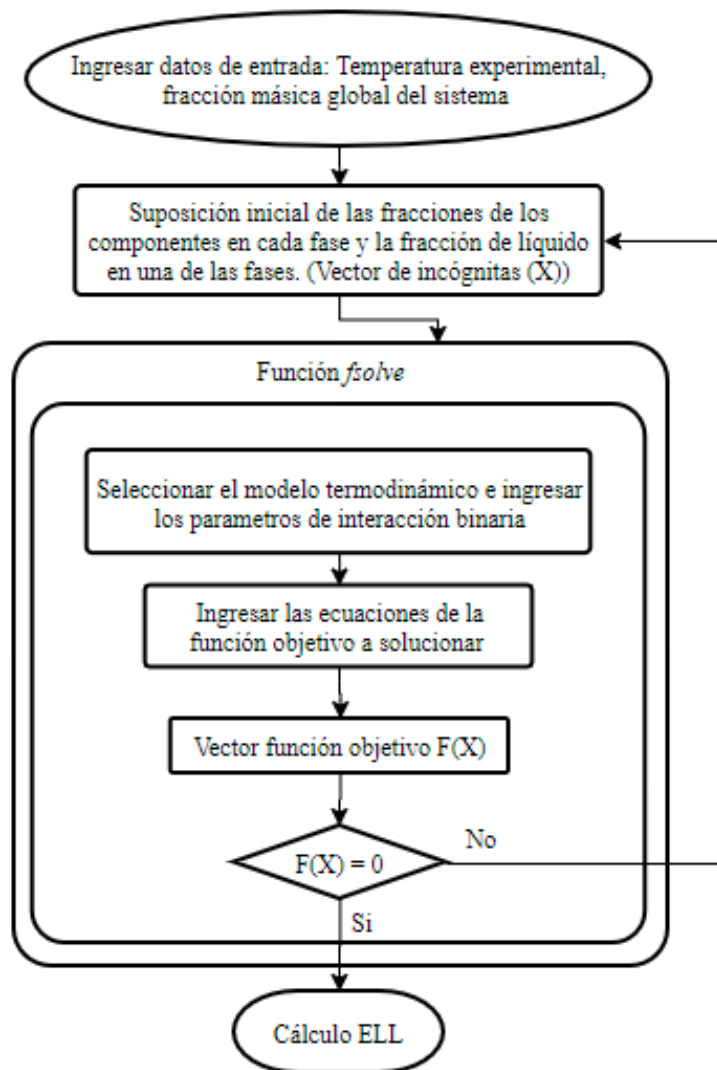 Ingresar datos de entrada: Temperatura experimental,
fracción másica global del sistema
Suposición inicial de las fracciones de los
componentes en cada fase y la fracción de líquido
en una de las fases. (Vector de incógnitas (X))
Función fsolve
Seleccionar el modelo termodinámico e ingresar
los parametros de interacción binaria
Ingresar las ecuaciones de la
función objetivo a solucionar
Vector función objetivo F(X)
F(X) = 0
No
Si
Cálculo ELL